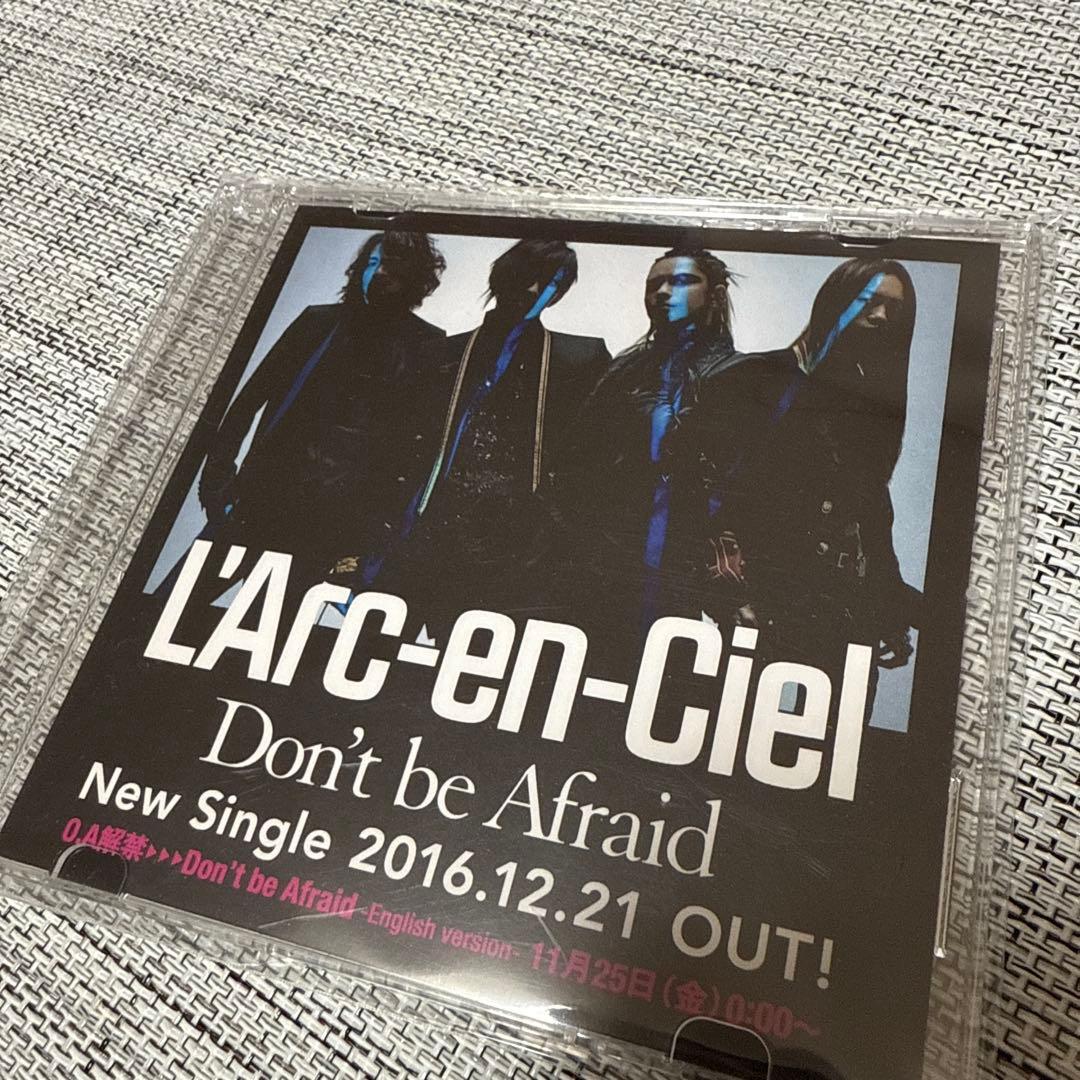 L'Arc-en-Ciel
Don't be Afraid
New Single 2016.12.21 OUT!
O.A解禁▶▶▶Don't be Afraid -English version- 11月25日(金)0:00〜